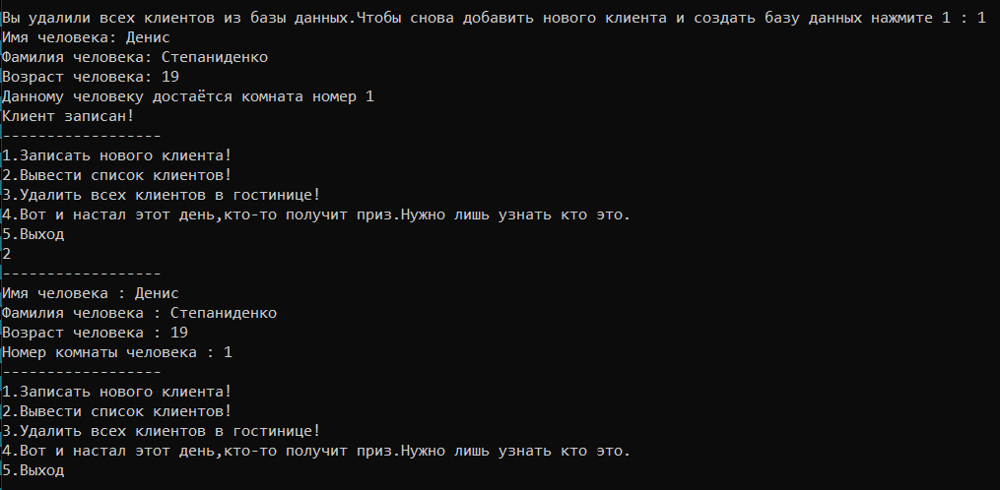 Вы удалили всех клиентов из базы данных.Чтобы снова добавить нового клиента и создать базу данных нажмите 1 : 1
Имя человека: Денис
Фамилия человека: Степаниденко
Возраст человека: 19
Данному человеку достаётся комната номер 1
Клиент записан!
------------------
1.Записать нового клиента!
2.Вывести список клиентов!
3.Удалить всех клиентов в гостинице!
4.Вот и настал этот день,кто-то получит приз.Нужно лишь узнать кто это.
5.Выход
2
------------------
Имя человека : Денис
Фамилия человека : Степаниденко
Возраст человека : 19
Номер комнаты человека : 1
------------------
1.Записать нового клиента!
2.Вывести список клиентов!
3.Удалить всех клиентов в гостинице!
4.Вот и настал этот день,кто-то получит приз.Нужно лишь узнать кто это.
5.Выход